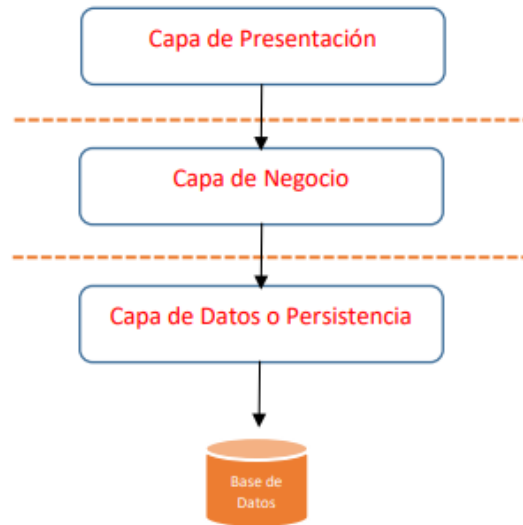 Capa de Presentación
Capa de Negocio
Capa de Datos o Persistencia
Base de
Datos